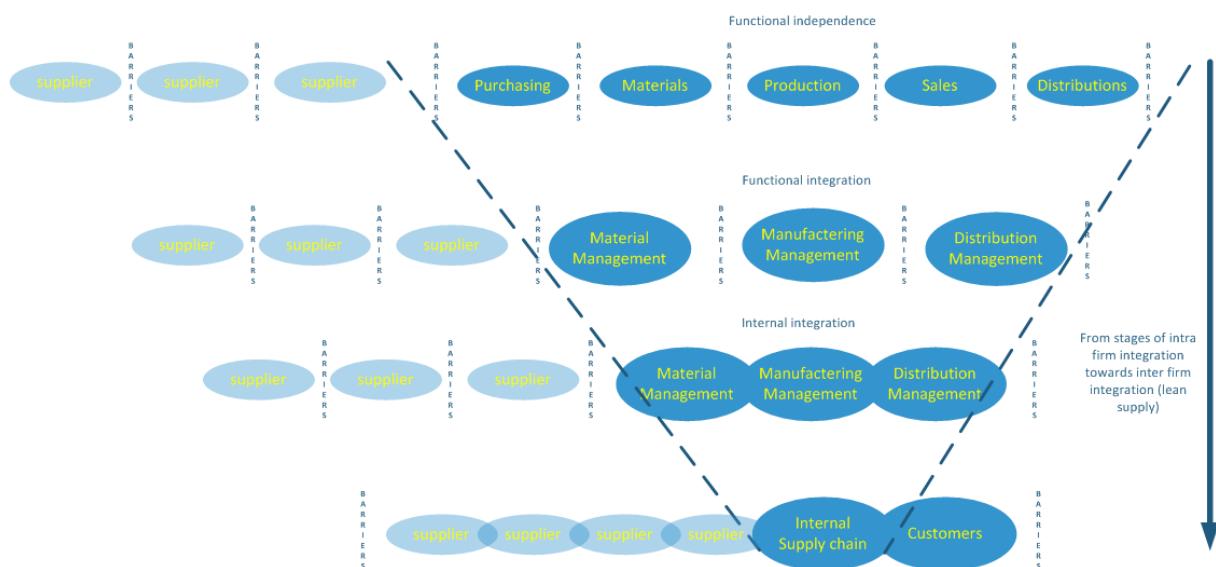 Functional independence
BARRIERS BARRIERS BARRIERS BARRIERS BARRIERS BARRIERS BARRIERS BARRIERS
supplier supplier supplier Purchasing Materials Production Sales Distributions
Functional integration
BARRIERS BARRIERS BARRIERS BARRIERS BARRIERS BARRIERS
supplier supplier supplier
Material
Management
Manufactering
Management
Distribution
Management
Internal integration
BARRIERS BARRIERS BARRIERS BARRIERS
supplier supplier supplier
Material
Management
Manufactering
Management
Distribution
Management
From stages of intra
firm integration
towards inter firm
integration (lean
supply)
BARRIERS BARRIERS
supplier supplier supplier supplier
Internal
Supply chain
Customers